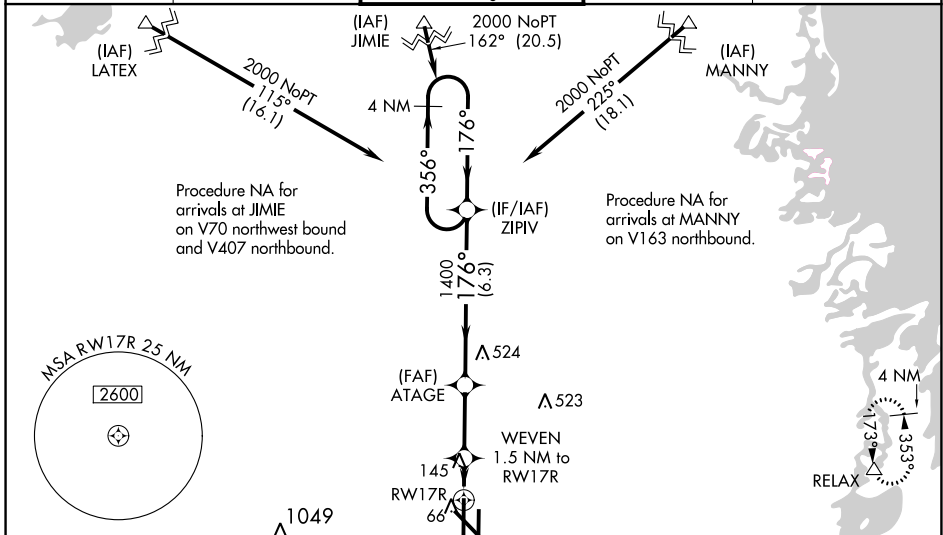 (IAF)
LATEX
2000 NoPT
115°
(16.1)
(IAF)
JIMIE
2000 NoPT
162° (20.5)
4 NM
356°
176°
(IF/IAF)
ZIPIV
2000 NoPT
225°
(18.1)
(IAF)
MANNY
Procedure NA for
arrivals at JIMIE
on V70 northwest bound
and V407 northbound.
Procedure NA for
arrivals at MANNY
on V163 northbound.
1400
176°
(6.3)
524
(FAF)
ATAGE
523
WEVEN
1.5 NM to
RW17R
145
RW17R
66
1049
MSA RW17R 25 NM
2600
4 NM
173°
353°
RELAX